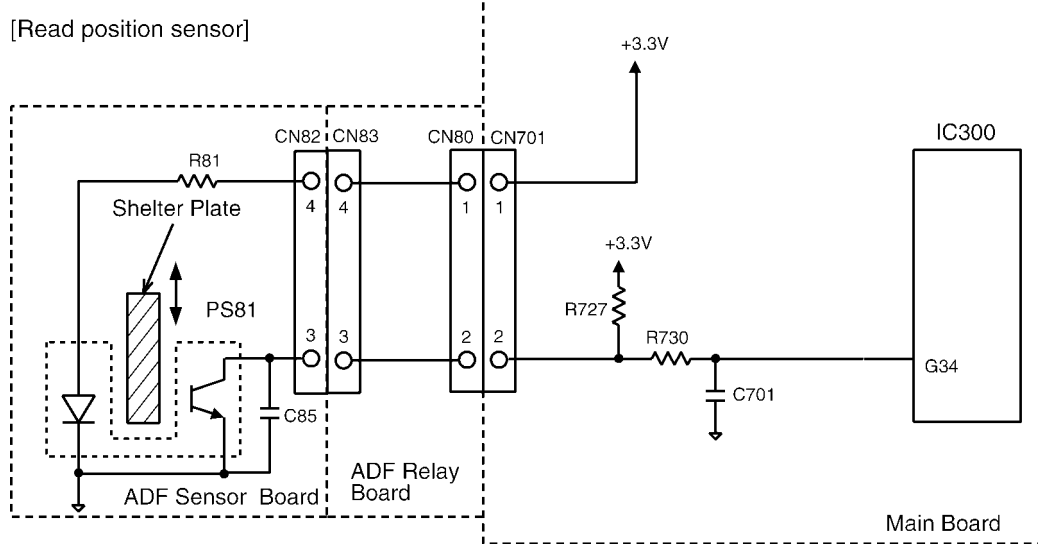 [Read position sensor]
+3.3V
CN82
CN83
CN80
CN701
IC300
R81
4
4
1
1
Shelter Plate
+3.3V
PS81
R727
3
3
2
2
R730
G34
C85
C701
ADF Sensor Board
ADF Relay
Board
Main Board